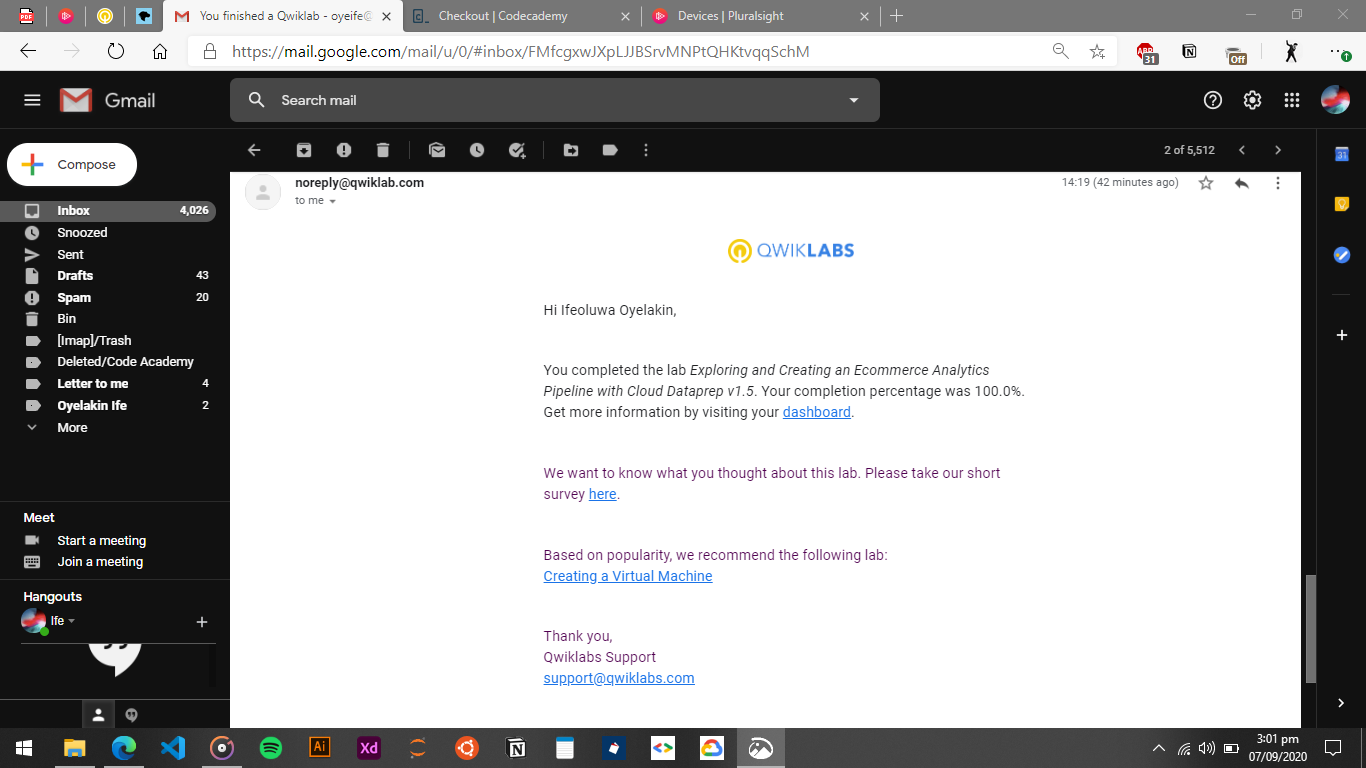 You finished a Qwiklab - oyeife@
Checkout | Codecademy
Devices | Pluralsight
https://mail.google.com/mail/u/0/#inbox/FMfcgxwJXpLJJBSrvMNPtQHKtvqqSchM
ABP
31
Off
Gmail
Search mail
Compose
2 of 5,512
31
noreply@qwiklab.com
14:19 (42 minutes ago)
to me
Inbox 4,026
Snoozed
Sent
Drafts 43
Spam 20
Bin
[Imap]/Trash
Deleted/Code Academy
Letter to me 4
Oyelakin Ife 2
More
Meet
Start a meeting
Join a meeting
Hangouts
Ife
QWIKLABS
Hi Ifeoluwa Oyelakin,
You completed the lab Exploring and Creating an Ecommerce Analytics
Pipeline with Cloud Dataprep v1.5. Your completion percentage was 100.0%.
Get more information by visiting your dashboard.
We want to know what you thought about this lab. Please take our short
survey here.
Based on popularity, we recommend the following lab:
Creating a Virtual Machine
Thank you,
Qwiklabs Support
support@qwiklabs.com
Ai
Xd
3:01 pm
07/09/2020